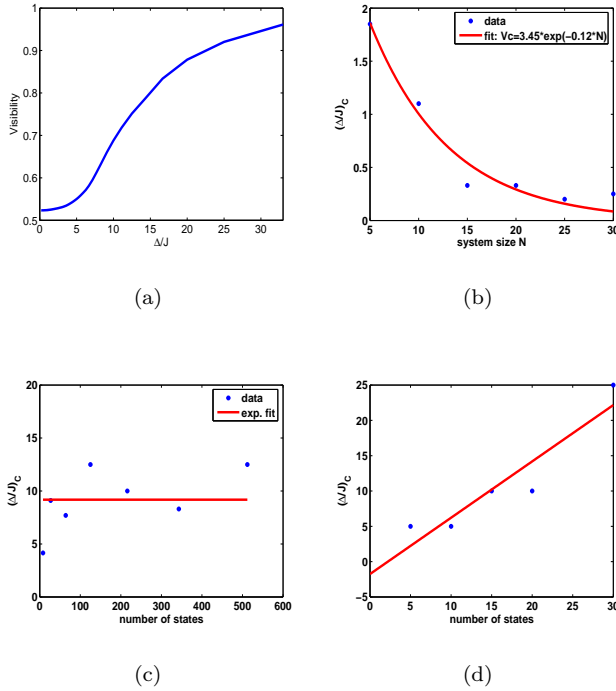 1
0.9
0.8
0.7
0.6
0.5
Visibility
0 5 10 15 20 25 30
Δ/J
(a)
2
1.5
1
0.5
0
(Δ/J)C
data
fit: Vc=3.45*exp(−0.12*N)
5 10 15 20 25 30
system size N
(b)
20
15
10
5
0
(Δ/J)C
data
exp. fit
0 100 200 300 400 500 600
number of states
(c)
25
20
15
10
5
0
−5
(Δ/J)C
0 5 10 15 20 30
number of states
(d)